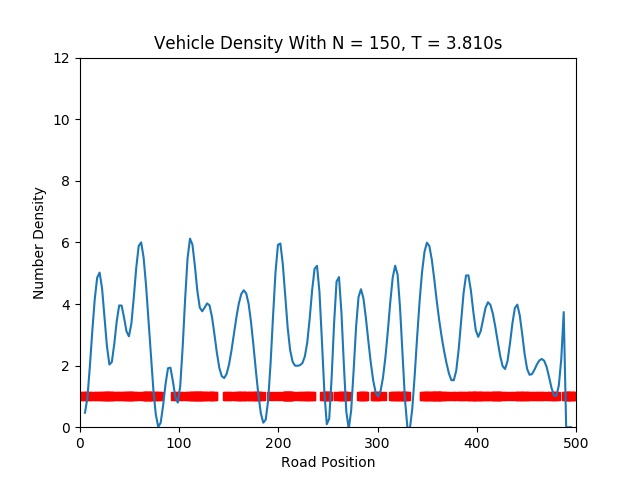 Vehicle Density With N = 150, T = 3.810s
12
10
8
6
4
2
0
Number Density
0 100 200 300 400 500
Road Position